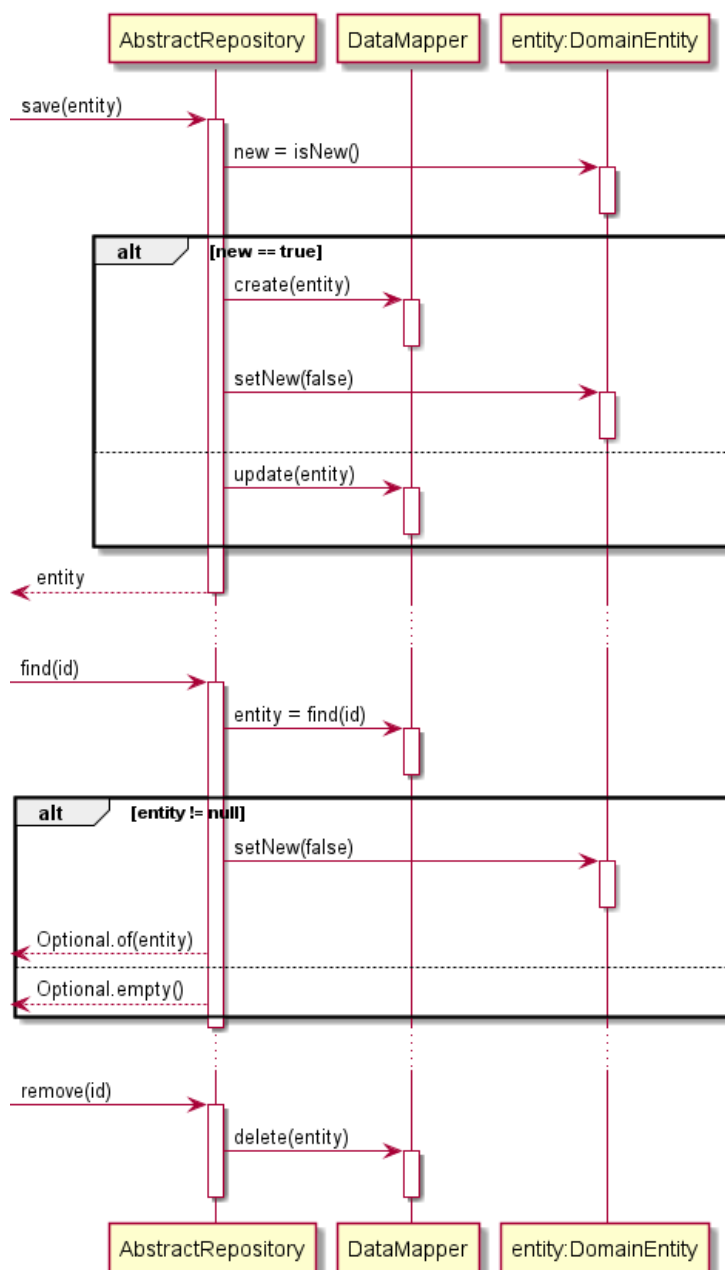 AbstractRepository
DataMapper
entity:DomainEntity
save(entity)
new = isNew()
alt
[new == true]
create(entity)
setNew(false)
update(entity)
entity
find(id)
entity = find(id)
alt
[entity != null]
setNew(false)
Optional.of(entity)
Optional.empty()
remove(id)
delete(entity)
AbstractRepository
DataMapper
entity:DomainEntity